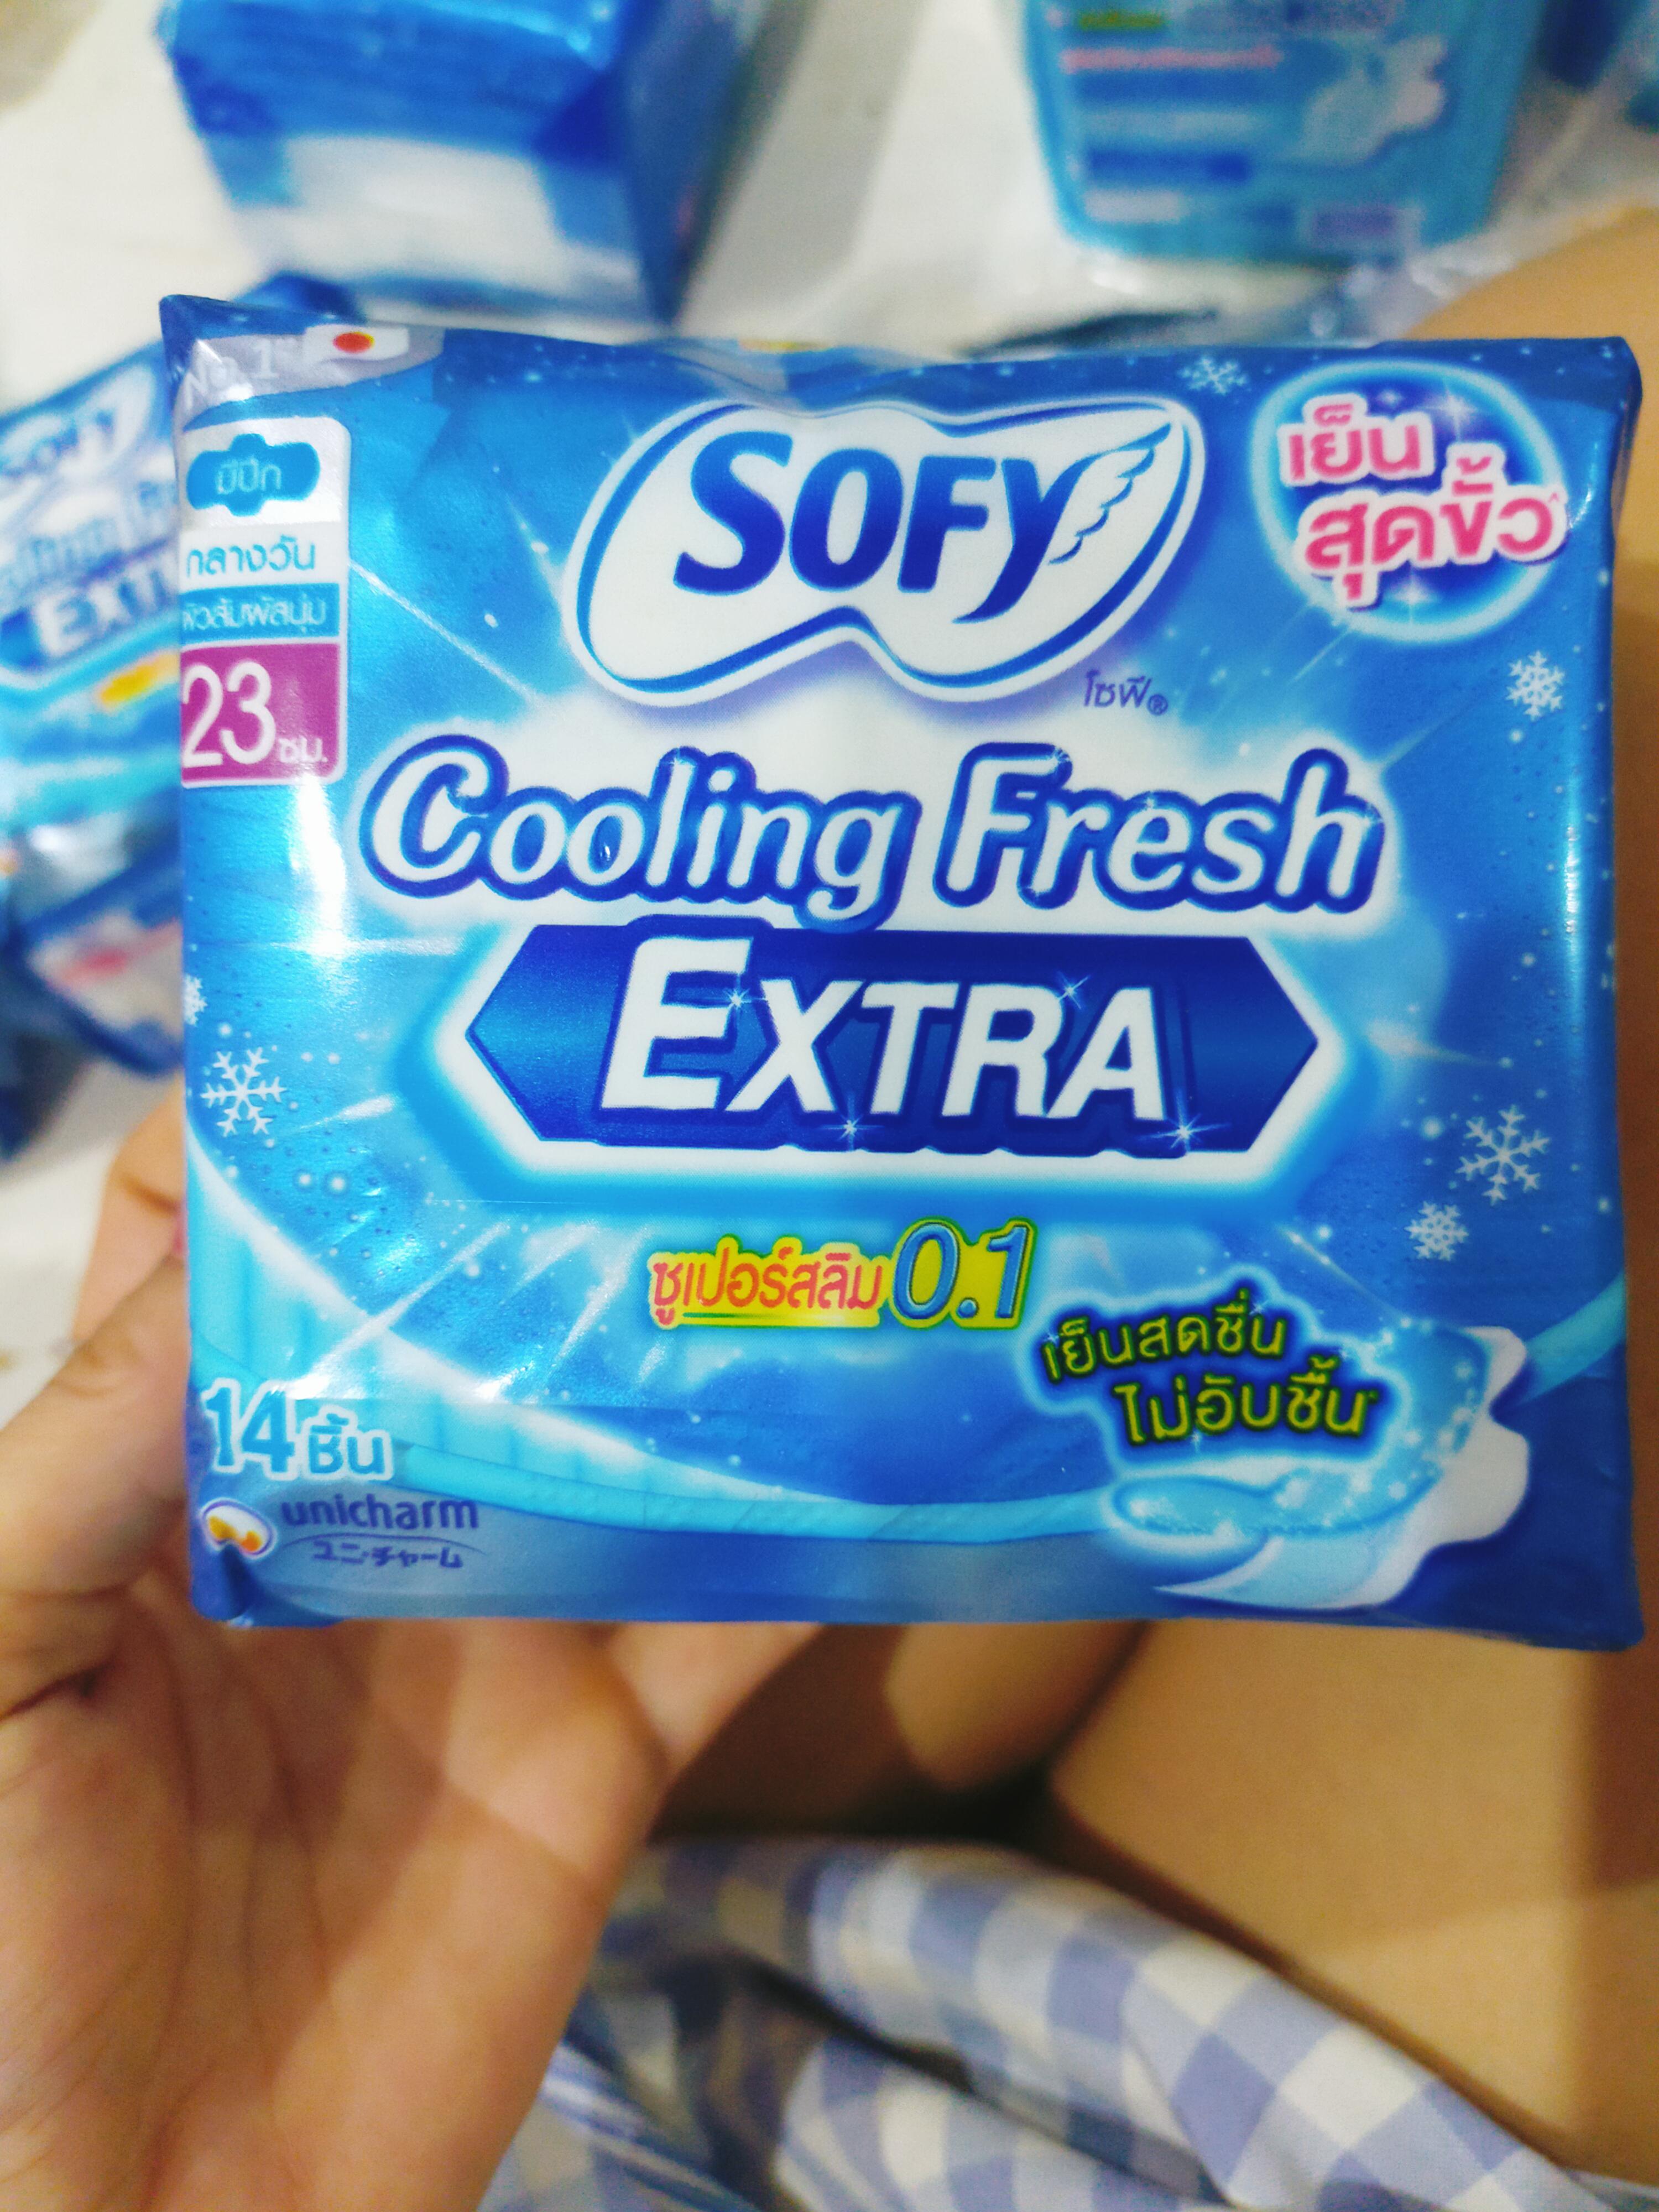 No.1
มีปีก
กลางวัน
ผิวสัมผัสนุ่ม
23 ซม.
SOFY
โซฟี®
เย็น
สุดขั้ว^
Cooling Fresh
EXTRA
ซูเปอร์สลิม 0.1
เย็นสดชื่น
ไม่อับชื้น*
14 ชิ้น
unicharm
ユニ・チャーム
SOFY
EXT